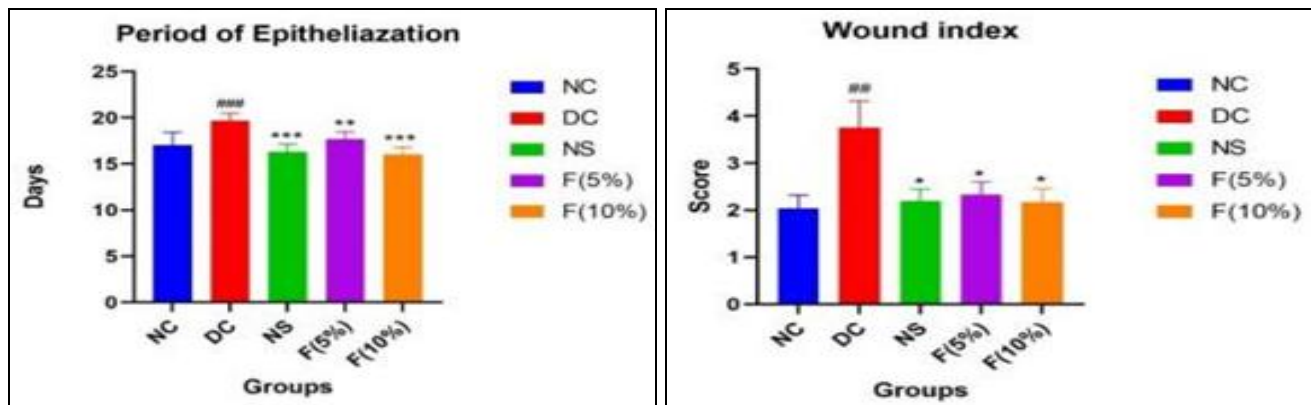 Period of Epitheliazation
25
20
15
10
5
0
Days
###
***
**
***
NC
DC
NS
F(5%)
F(10%)
Groups
NC
DC
NS
F(5%)
F(10%)
Wound index
5
4
3
2
1
0
Score
##
*
*
*
NC
DC
NS
F(5%)
F(10%)
Groups
NC
DC
NS
F(5%)
F(10%)